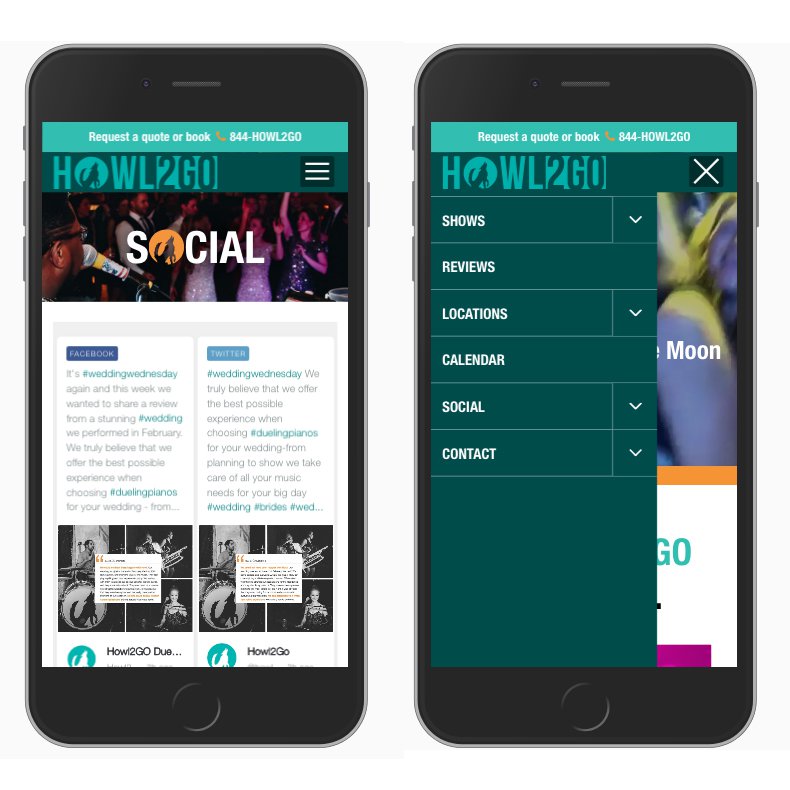 Request a quote or book 844-HOWL2GO
HOWL2GO
SOCIAL
FACEBOOK
It's #weddingwednesday
again and this week we
wanted to share a review
from a stunning #wedding
we performed in February.
We truly believe that we
offer the best possible
experience when
choosing #duelingpianos
for your wedding - from...
Howl2GO Due...
TWITTER
#weddingwednesday We
truly believe that we offer
the best possible
experience when
choosing #duelingpianos
for your wedding-from
planning to show we take
care of all your music
needs for your big day
#wedding #brides #wed...
Howl2Go
Request a quote or book 844-HOWL2GO
HOWL2GO
SHOWS
REVIEWS
LOCATIONS
CALENDAR
SOCIAL
CONTACT
e Moon
GO